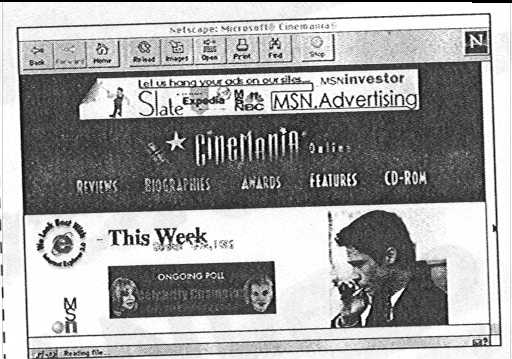 Netscape: Microsoft® Cinemania®
Back Forward Home Reload Images Open Print Find Stop
N
Let us hang your ads on our sites... MSNinvestor
Slate Expedia MSNBC MSN.Advertising
CineMania Online
REVIEWS BIOGRAPHIES AWARDS FEATURES CD-ROM
We Look Best With
Internet Explorer 3.0
This Week
ONGOING POLL
MSn
Reading file...